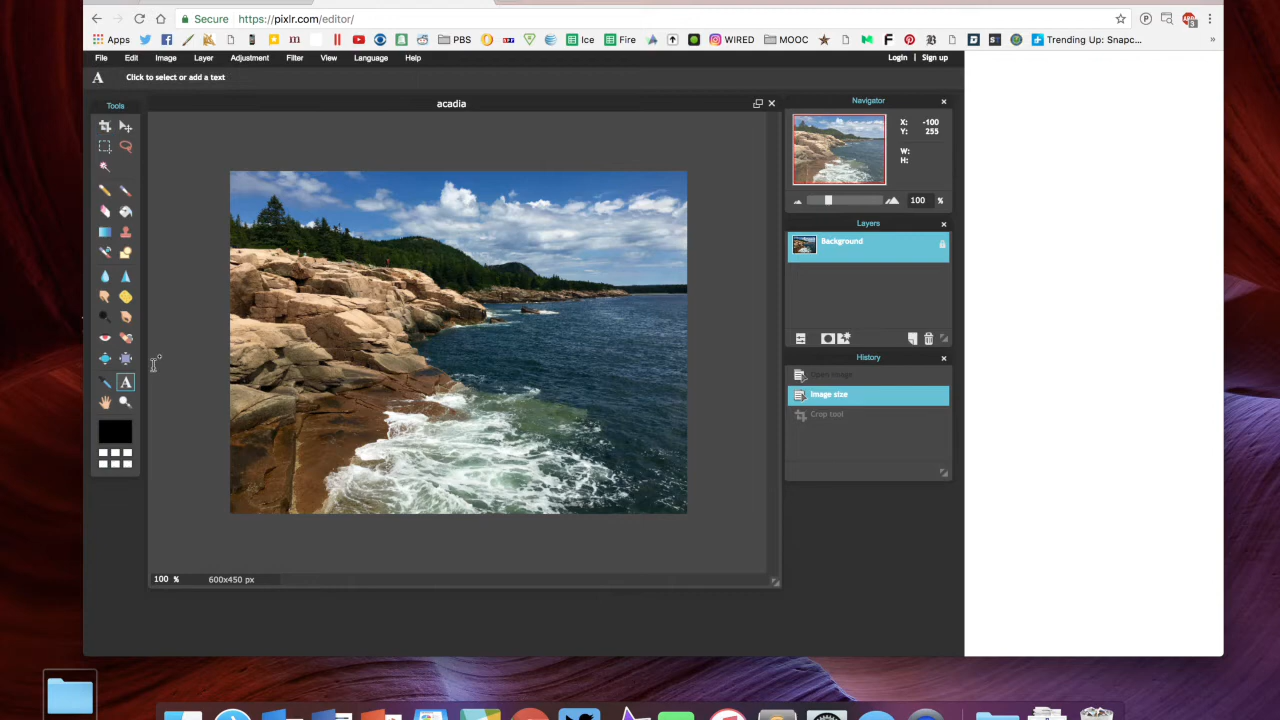 Secure https://pixlr.com/editor/
Apps PBS Ice Fire WIRED MOOC Trending Up: Snapc... »
File Edit Image Layer Adjustment Filter View Language Help Login | Sign up
A Click to select or add a text
Tools
acadia
Navigator
X: -100
Y: 255
W:
H:
100 %
Layers
Background
History
Open image
Image size
Crop tool
A
100 % 600x450 px